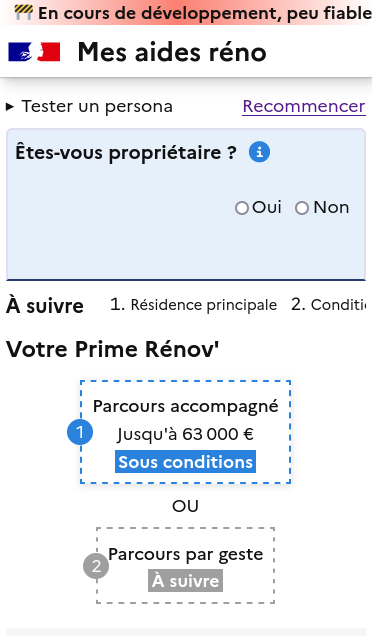 🚧 En cours de développement, peu fiable
Mes aides réno
▸ Tester un persona
Recommencer
Êtes-vous propriétaire ?
Oui Non
À suivre 1. Résidence principale 2. Conditi
Votre Prime Rénov'
1
Parcours accompagné
Jusqu'à 63 000 €
Sous conditions
OU
2
Parcours par geste
À suivre